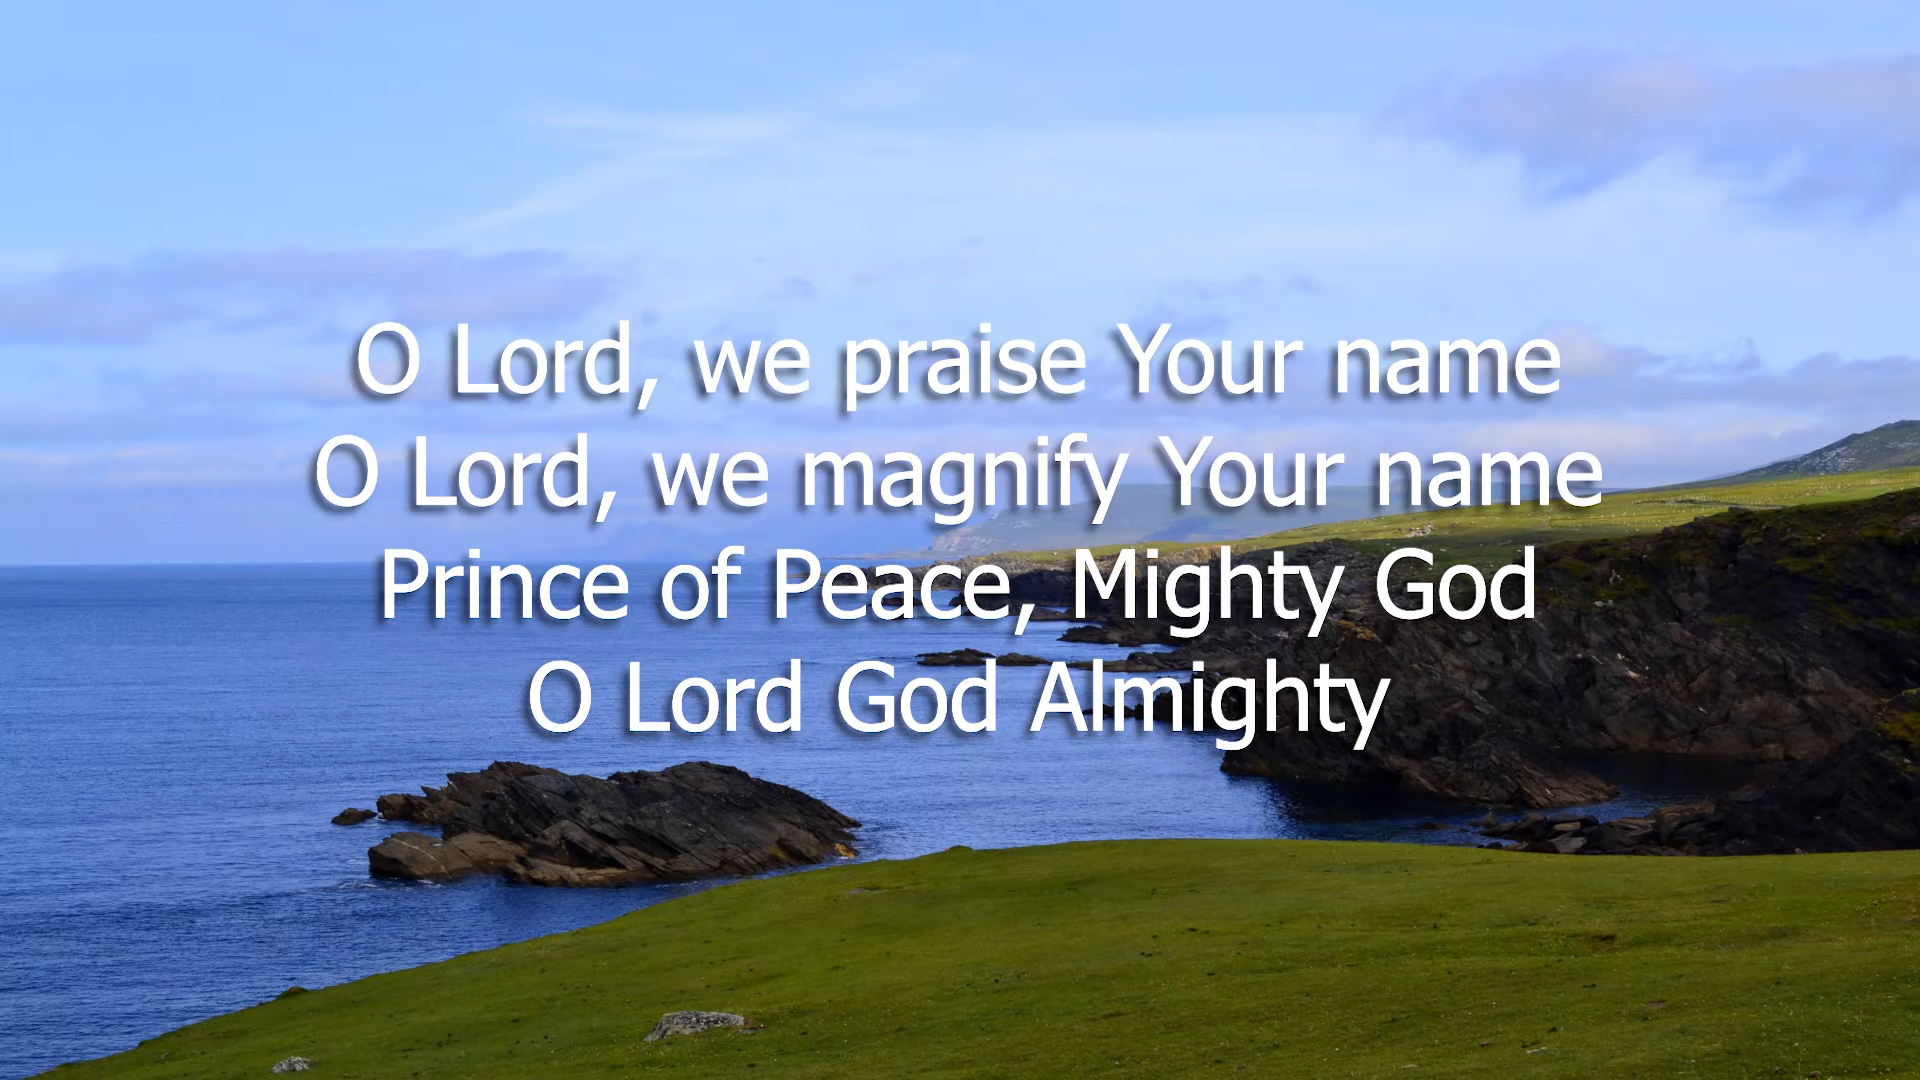 O Lord, we praise Your name
O Lord, we magnify Your name
Prince of Peace, Mighty God
O Lord God Almighty